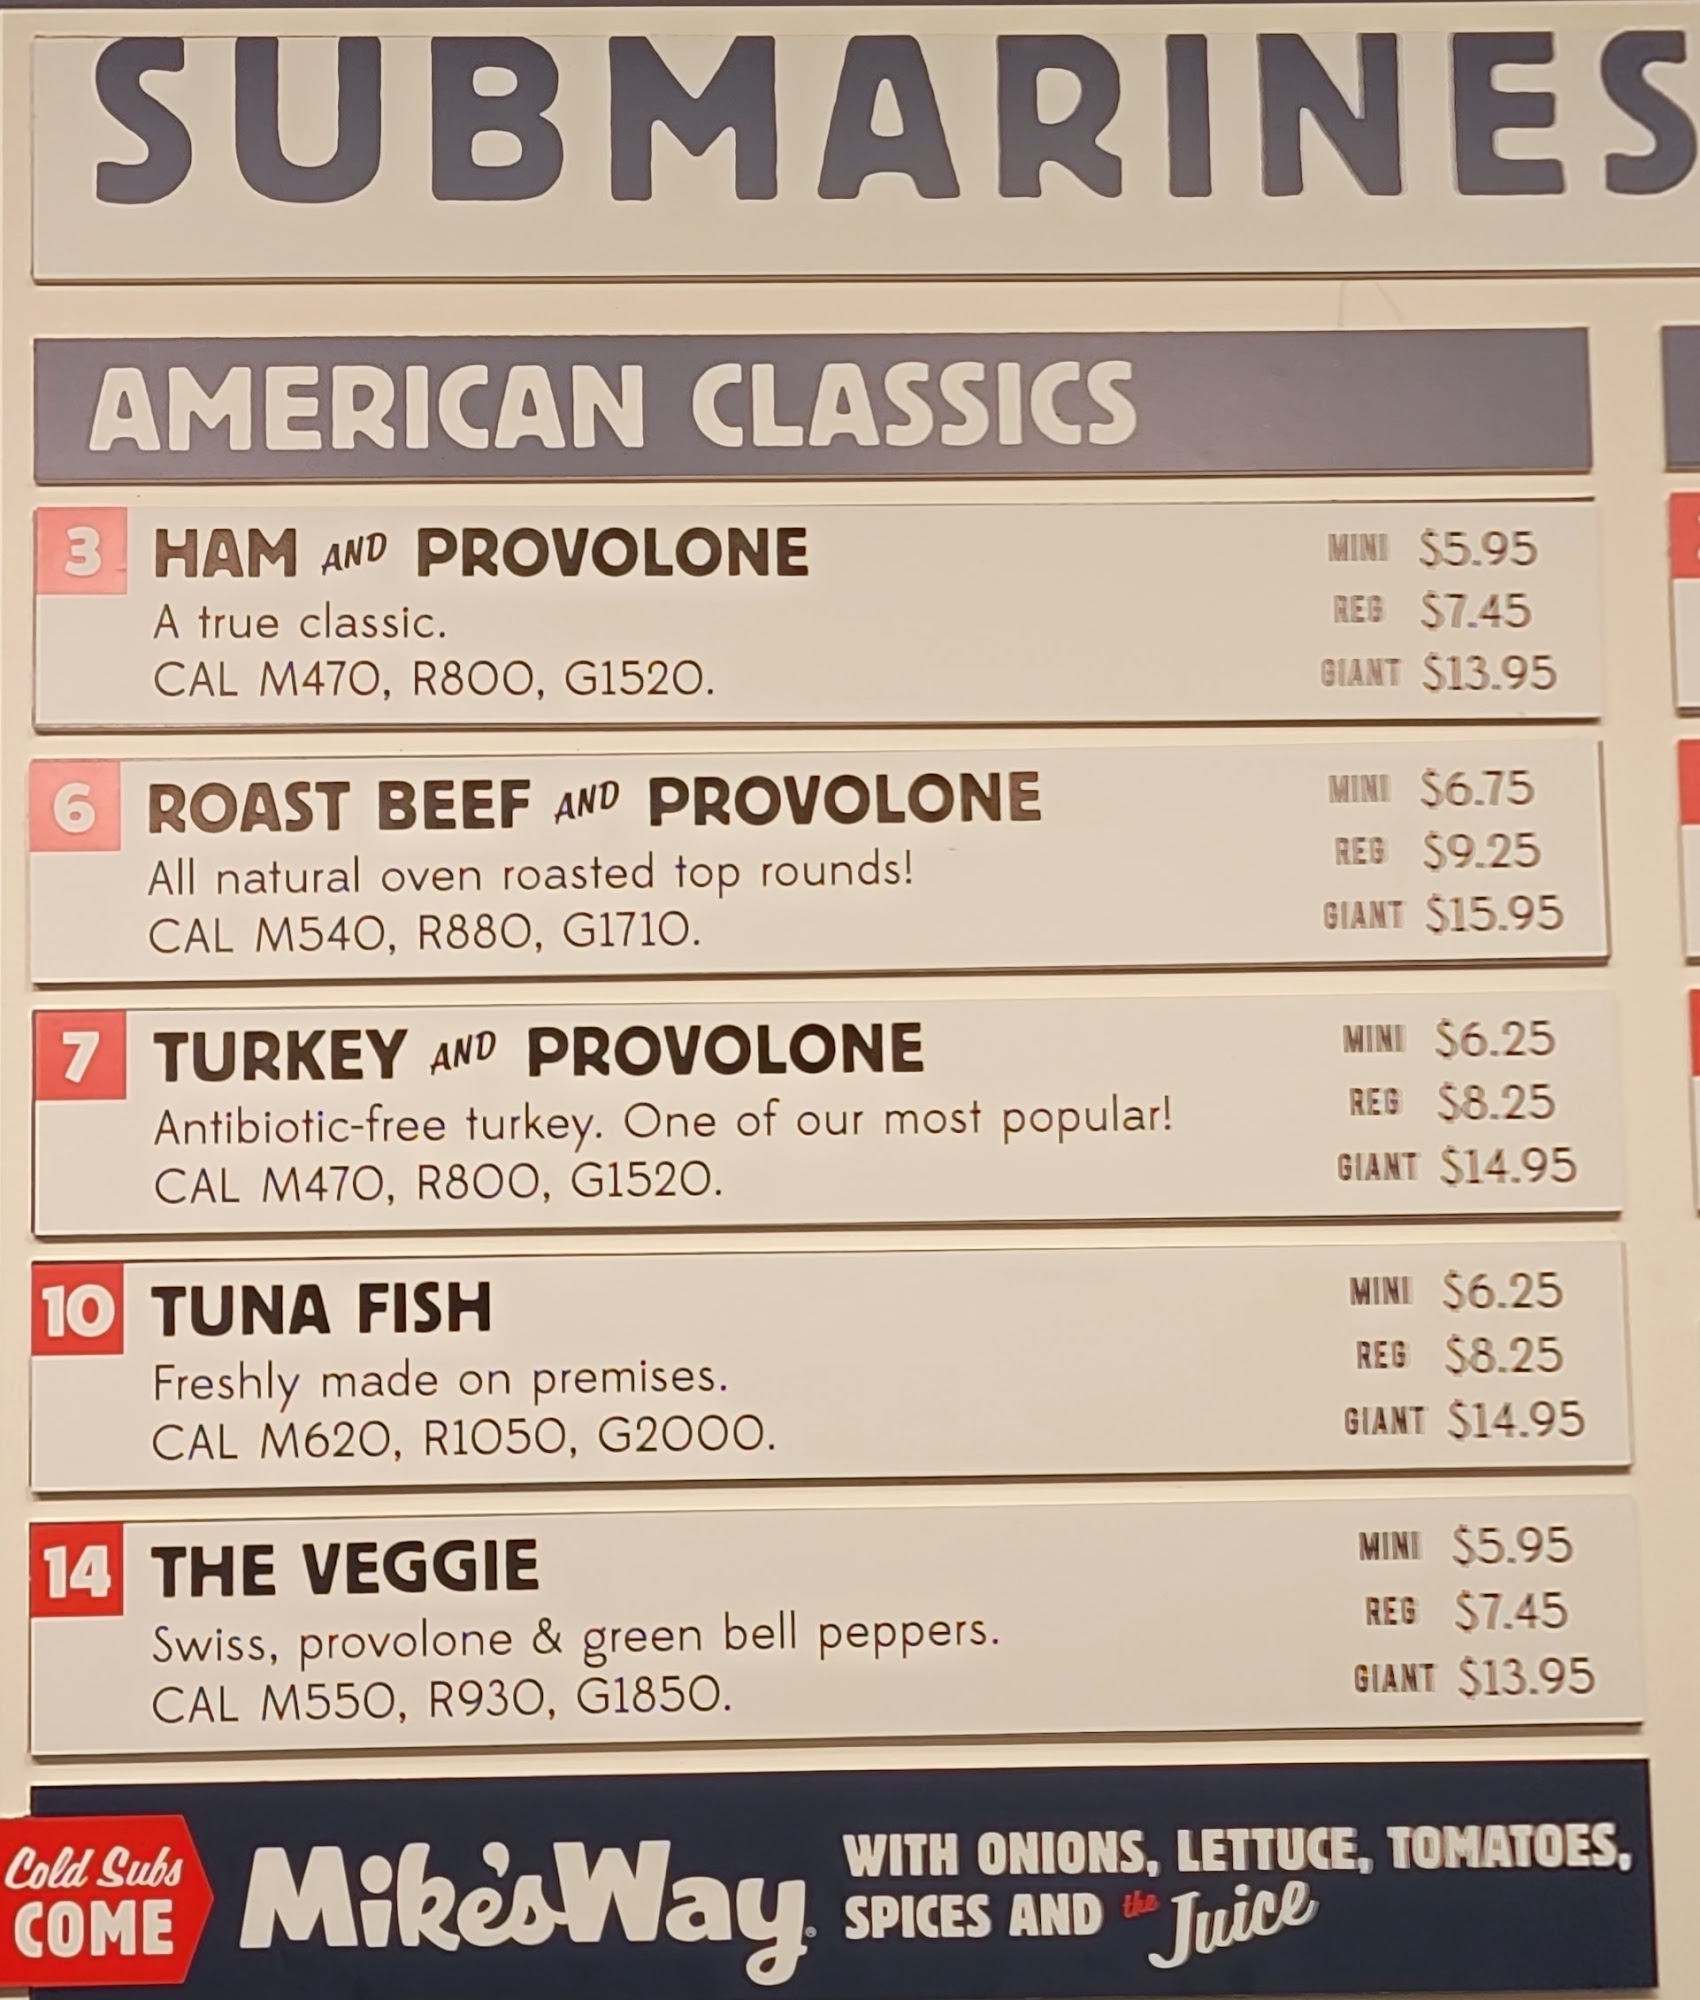 SUBMARINES
AMERICAN CLASSICS
3 HAM AND PROVOLONE MINI $5.95
A true classic. REG $7.45
CAL M470, R800, G1520. GIANT $13.95
6 ROAST BEEF AND PROVOLONE MINI $6.75
All natural oven roasted top rounds! REG $9.25
CAL M540, R880, G1710. GIANT $15.95
7 TURKEY AND PROVOLONE MINI $6.25
Antibiotic-free turkey. One of our most popular! REG $8.25
CAL M470, R800, G1520. GIANT $14.95
10 TUNA FISH MINI $6.25
Freshly made on premises. REG $8.25
CAL M620, R1050, G2000. GIANT $14.95
14 THE VEGGIE MINI $5.95
Swiss, provolone & green bell peppers. REG $7.45
CAL M550, R930, G1850. GIANT $13.95
Cold Subs
COME
Mike's Way®
WITH ONIONS, LETTUCE, TOMATOES,
SPICES AND the Juice